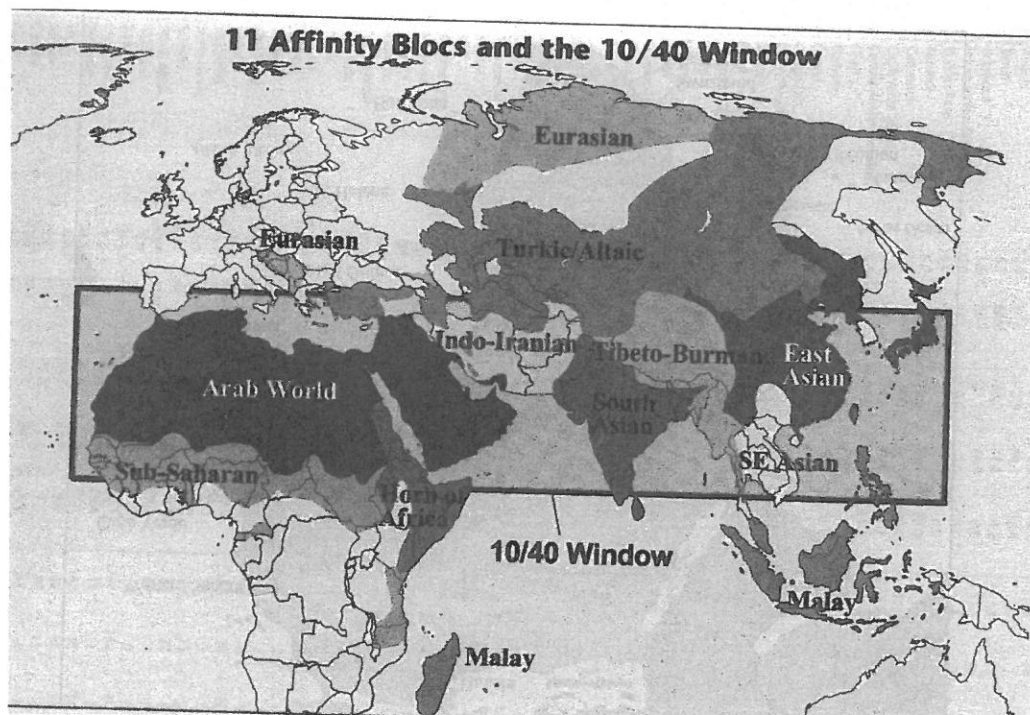 11 Affinity Blocs and the 10/40 Window
Eurasian
Eurasian
Turkic/Altaic
Indo-Iranian
Tibeto-Burman
East
Asian
Arab World
South
Asian
Sub-Saharan
SE Asian
Horn of
Africa
10/40 Window
Malay
Malay